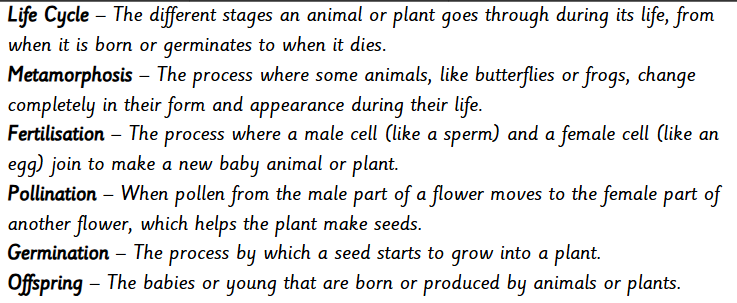 Life Cycle – The different stages an animal or plant goes through during its life, from
when it is born or germinates to when it dies.
Metamorphosis – The process where some animals, like butterflies or frogs, change
completely in their form and appearance during their life.
Fertilisation – The process where a male cell (like a sperm) and a female cell (like an
egg) join to make a new baby animal or plant.
Pollination – When pollen from the male part of a flower moves to the female part of
another flower, which helps the plant make seeds.
Germination – The process by which a seed starts to grow into a plant.
Offspring – The babies or young that are born or produced by animals or plants.